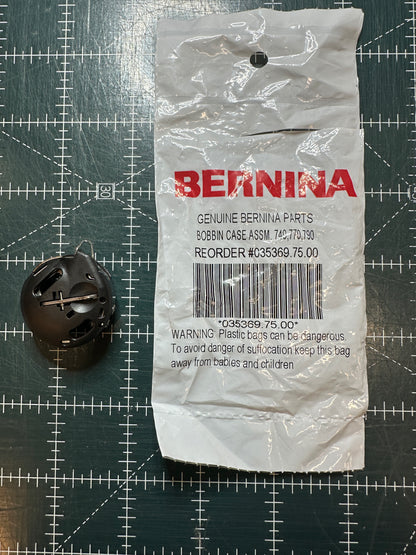 BERNINA
GENUINE BERNINA PARTS
BOBBIN CASE ASSM. 740,770,790
REORDER #035369.75.00
*035369.75.00*
WARNING: Plastic bags can be dangerous.
To avoid danger of suffocation keep this bag
away from babies and children
30